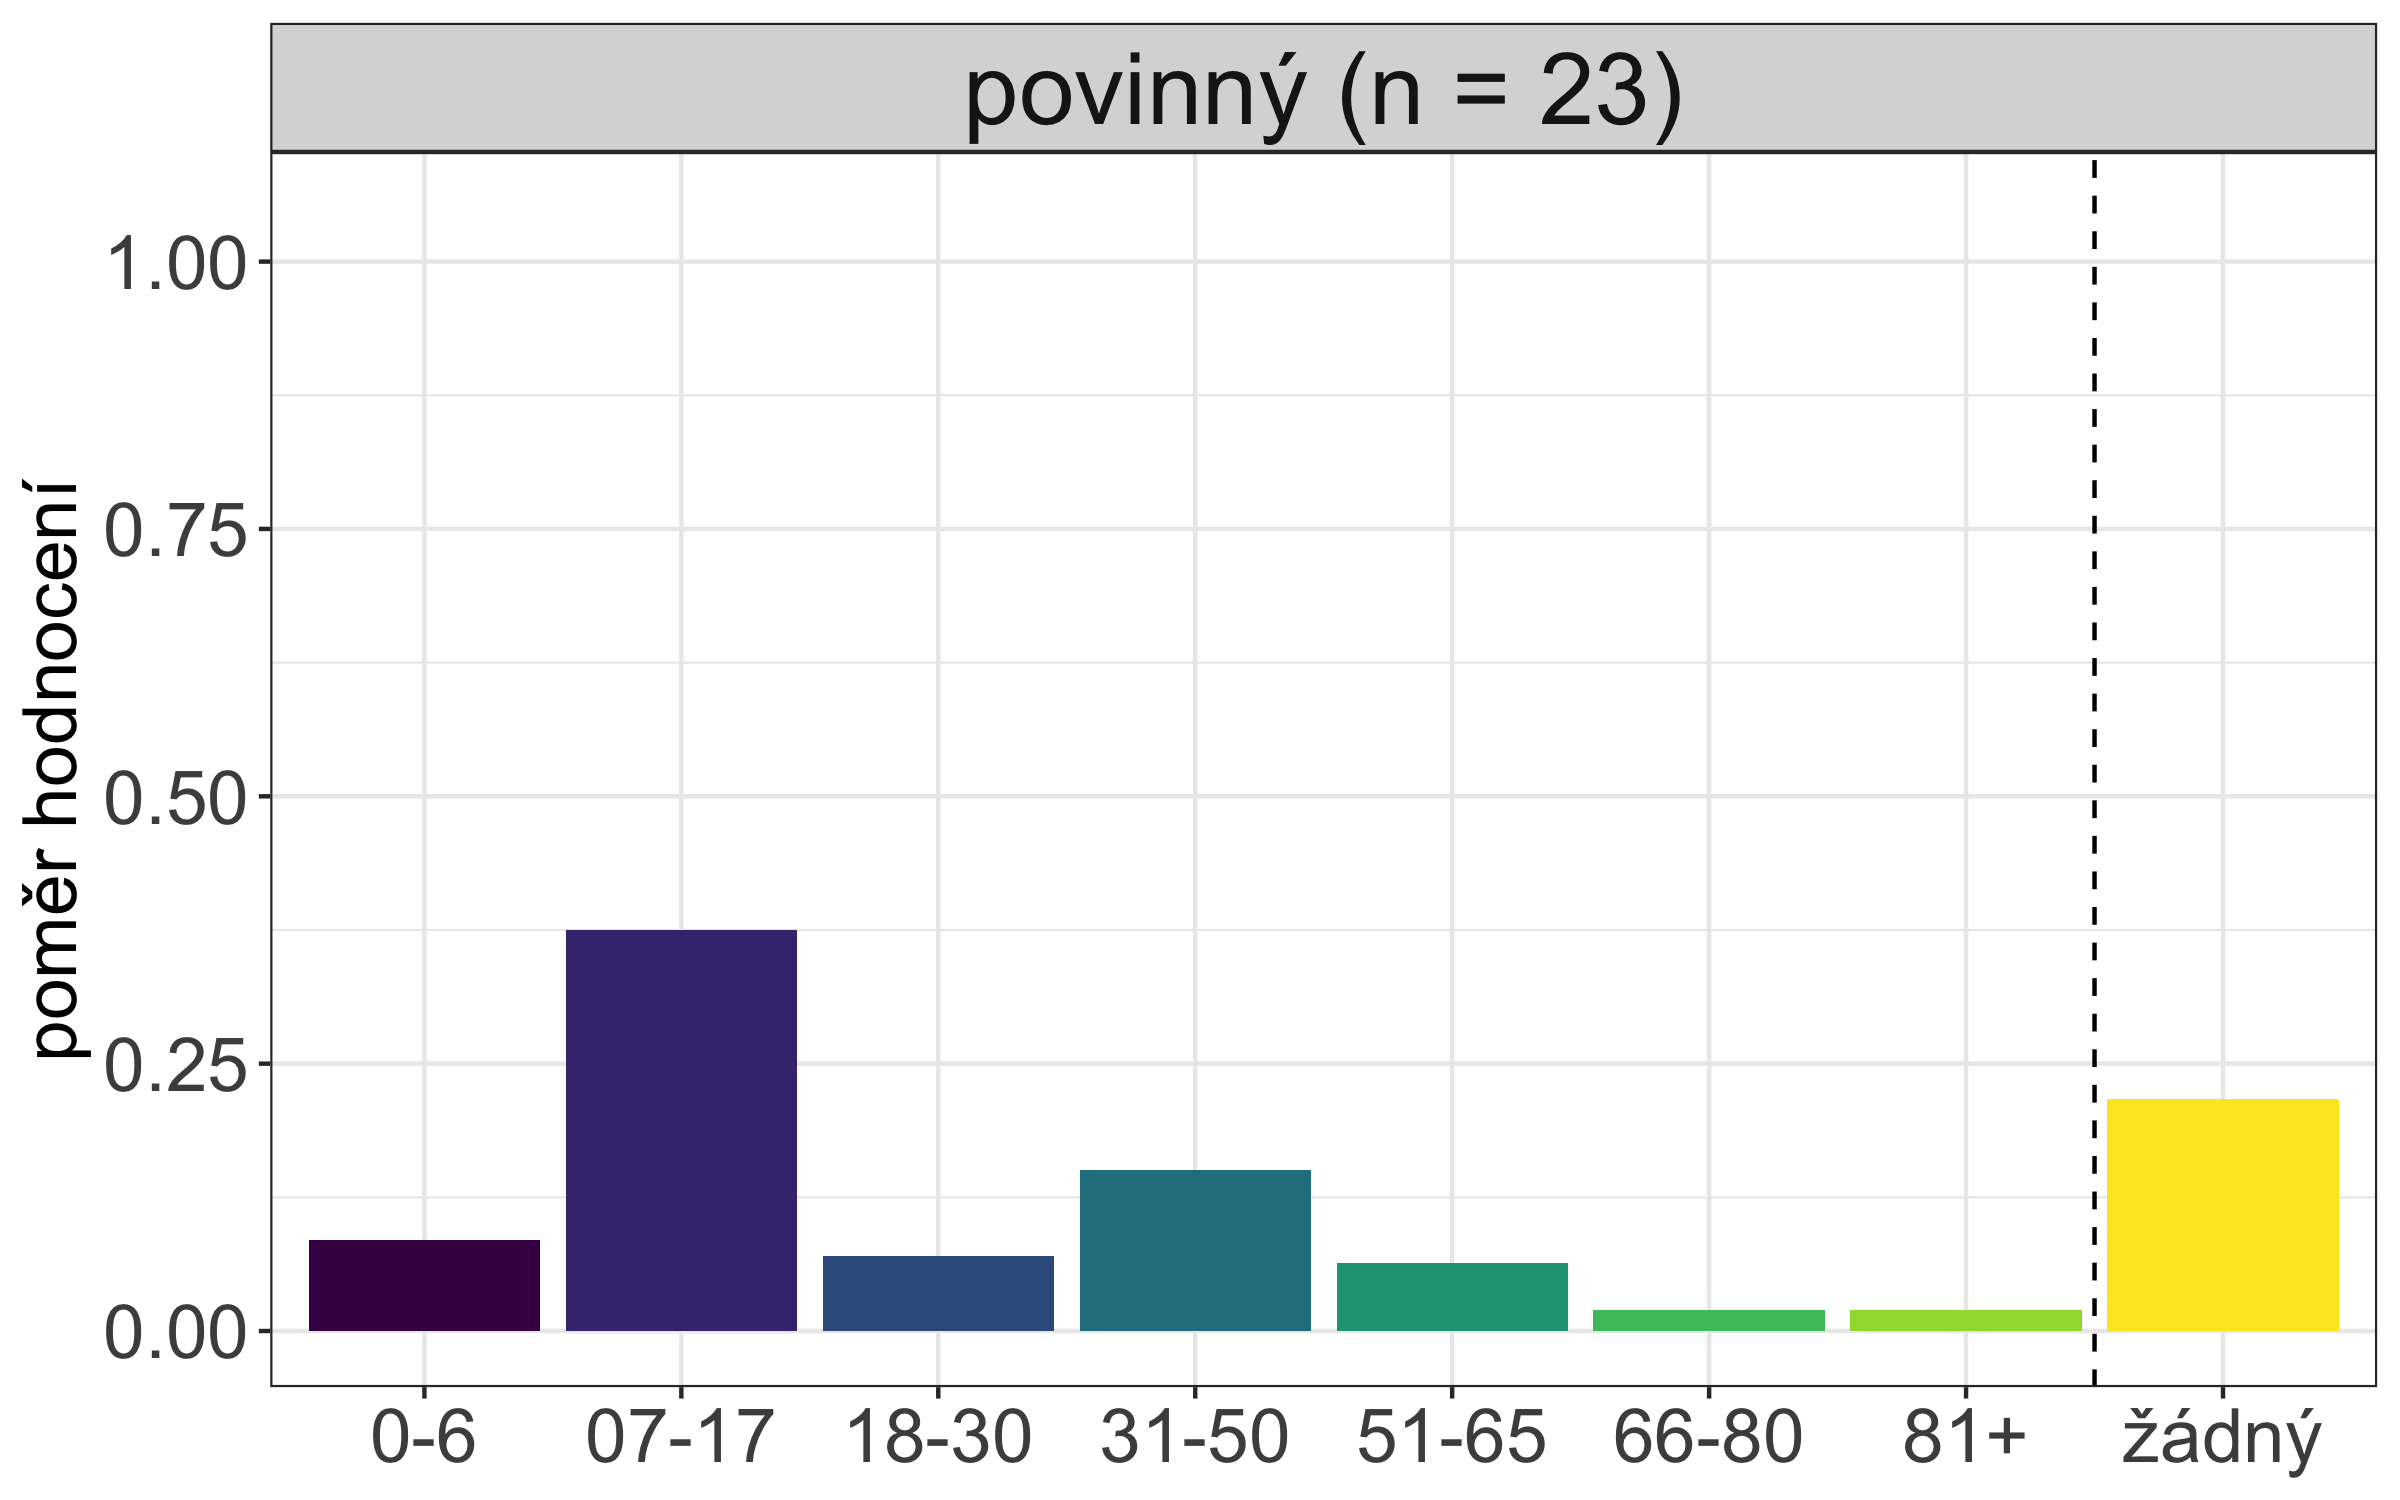 povinný (n = 23)
poměr hodnocení
1.00
0.75
0.50
0.25
0.00
0-6 07-17 18-30 31-50 51-65 66-80 81+ žádný